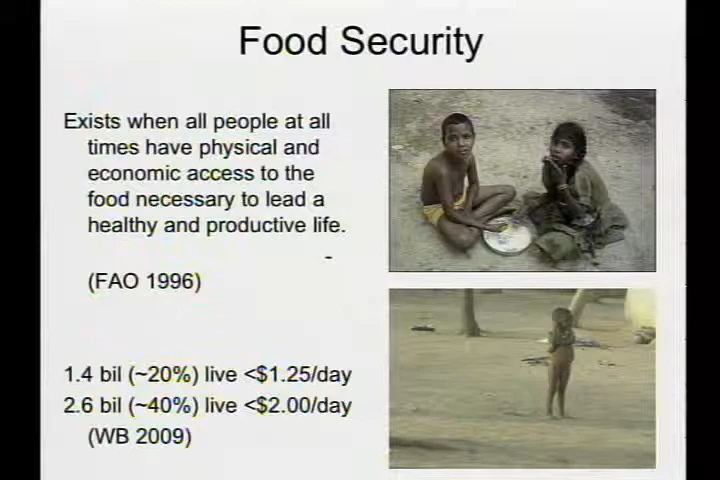 Food Security
Exists when all people at all
times have physical and
economic access to the
food necessary to lead a
healthy and productive life.
-
(FAO 1996)
1.4 bil (~20%) live <$1.25/day
2.6 bil (~40%) live <$2.00/day
(WB 2009)